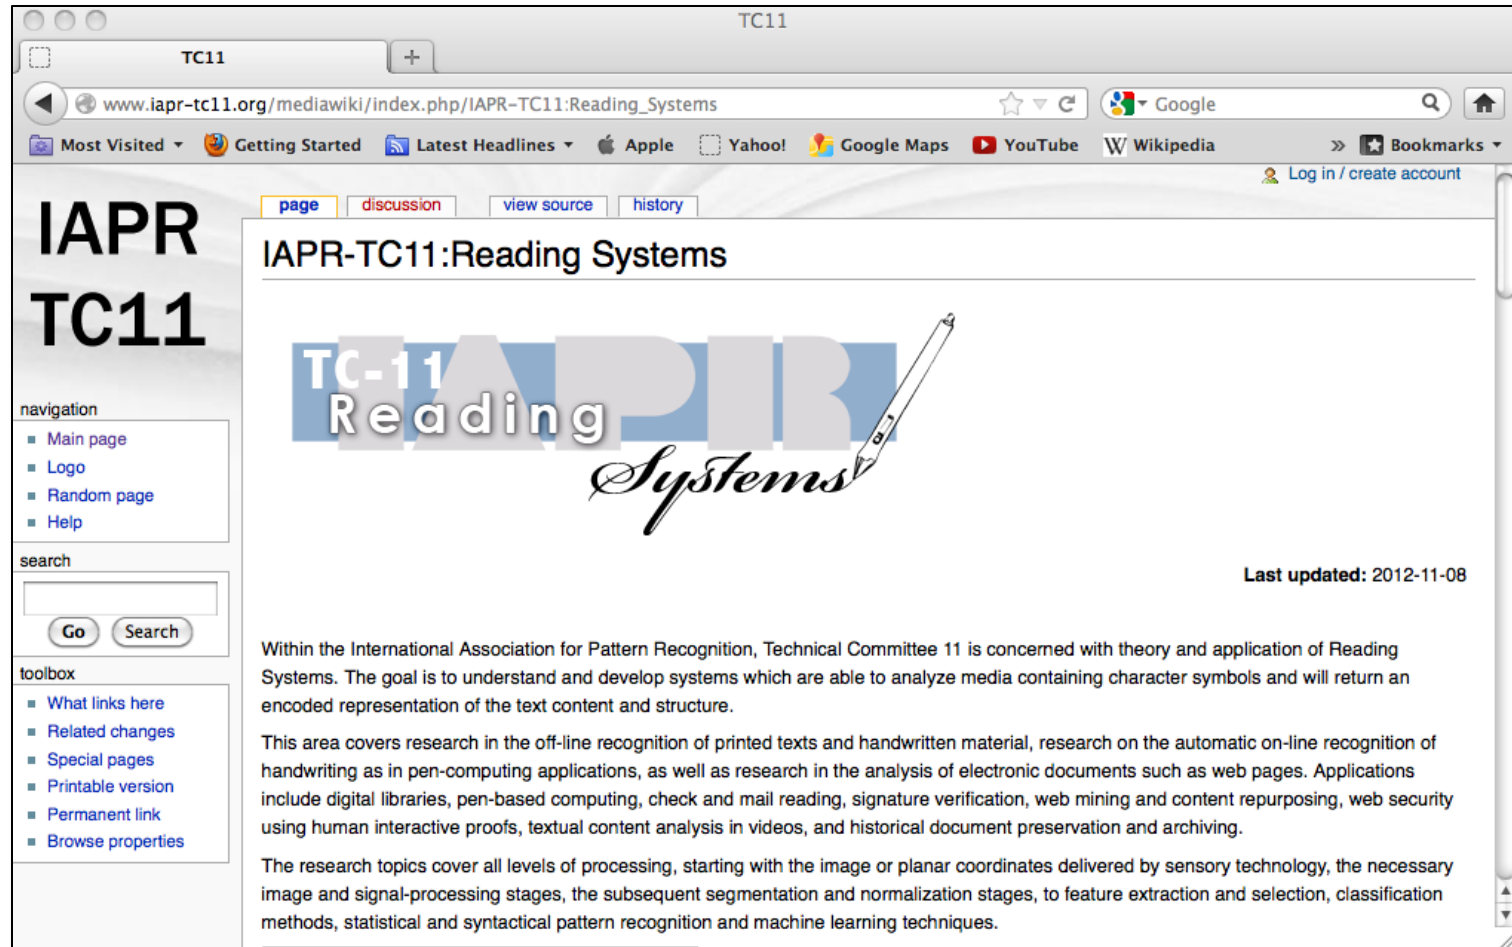 TC11
TC11
www.iapr-tc11.org/mediawiki/index.php/IAPR-TC11:Reading_Systems
Google
Most Visited Getting Started Latest Headlines Apple Yahoo! Google Maps YouTube Wikipedia » Bookmarks
Log in / create account
IAPR
TC11
page discussion view source history
IAPR-TC11:Reading Systems
IAPR
TC-11
Reading
Systems
navigation
Main page
Logo
Random page
Help
search
Go Search
toolbox
What links here
Related changes
Special pages
Printable version
Permanent link
Browse properties
Last updated: 2012-11-08
Within the International Association for Pattern Recognition, Technical Committee 11 is concerned with theory and application of Reading
Systems. The goal is to understand and develop systems which are able to analyze media containing character symbols and will return an
encoded representation of the text content and structure.
This area covers research in the off-line recognition of printed texts and handwritten material, research on the automatic on-line recognition of
handwriting as in pen-computing applications, as well as research in the analysis of electronic documents such as web pages. Applications
include digital libraries, pen-based computing, check and mail reading, signature verification, web mining and content repurposing, web security
using human interactive proofs, textual content analysis in videos, and historical document preservation and archiving.
The research topics cover all levels of processing, starting with the image or planar coordinates delivered by sensory technology, the necessary
image and signal-processing stages, the subsequent segmentation and normalization stages, to feature extraction and selection, classification
methods, statistical and syntactical pattern recognition and machine learning techniques.